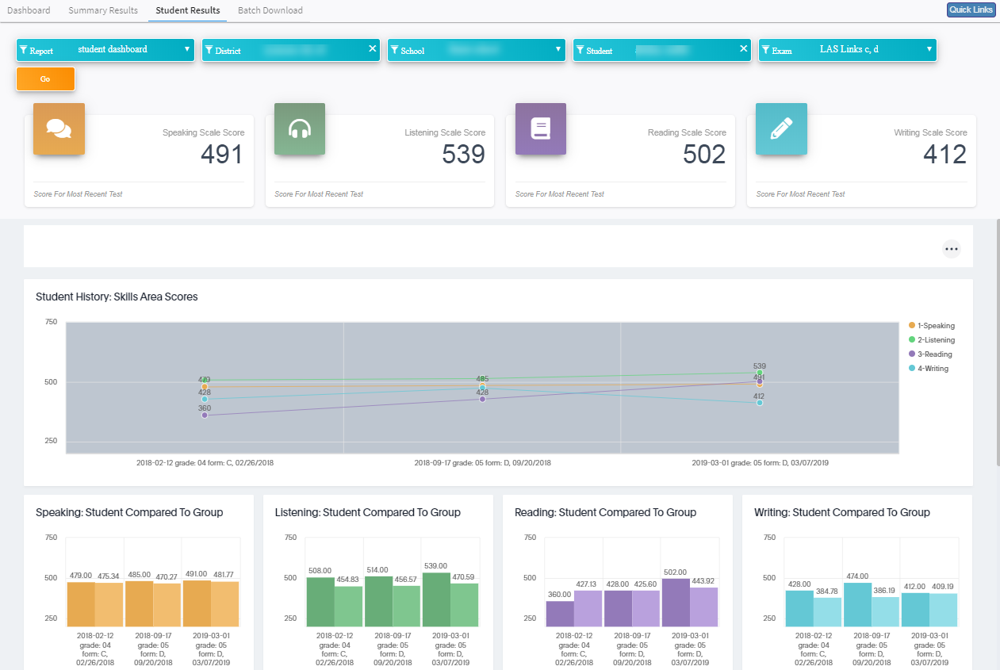 Dashboard Summary Results Student Results Batch Download Quick Links
Report student dashboard District School Student Exam LAS Links c, d
Go
Speaking Scale Score
491
Score For Most Recent Test
Listening Scale Score
539
Score For Most Recent Test
Reading Scale Score
502
Score For Most Recent Test
Writing Scale Score
412
Score For Most Recent Test
Student History: Skills Area Scores
750
500
250
479
428
360
485
428
539
491
412
2018-02-12 grade: 04 form: C, 02/26/2018
2018-09-17 grade: 05 form: D, 09/20/2018
2019-03-01 grade: 05 form: D, 03/07/2019
1-Speaking
2-Listening
3-Reading
4-Writing
Speaking: Student Compared To Group
750
500
250
479.00 475.34 485.00 470.27 491.00 481.77
2018-02-12 2018-09-17 2019-03-01
grade: 04 grade: 05 grade: 05
form: C, form: D, form: D,
02/26/2018 09/20/2018 03/07/2019
Listening: Student Compared To Group
750
500
250
508.00 454.83 514.00 456.57 539.00 470.59
2018-02-12 2018-09-17 2019-03-01
grade: 04 grade: 05 grade: 05
form: C, form: D, form: D,
02/26/2018 09/20/2018 03/07/2019
Reading: Student Compared To Group
750
500
250
360.00 427.13 428.00 425.60 502.00 443.92
2018-02-12 2018-09-17 2019-03-01
grade: 04 grade: 05 grade: 05
form: C, form: D, form: D,
02/26/2018 09/20/2018 03/07/2019
Writing: Student Compared To Group
750
500
250
428.00 384.78 474.00 386.19 412.00 409.19
2018-02-12 2018-09-17 2019-03-01
grade: 04 grade: 05 grade: 05
form: C, form: D, form: D,
02/26/2018 09/20/2018 03/07/2019